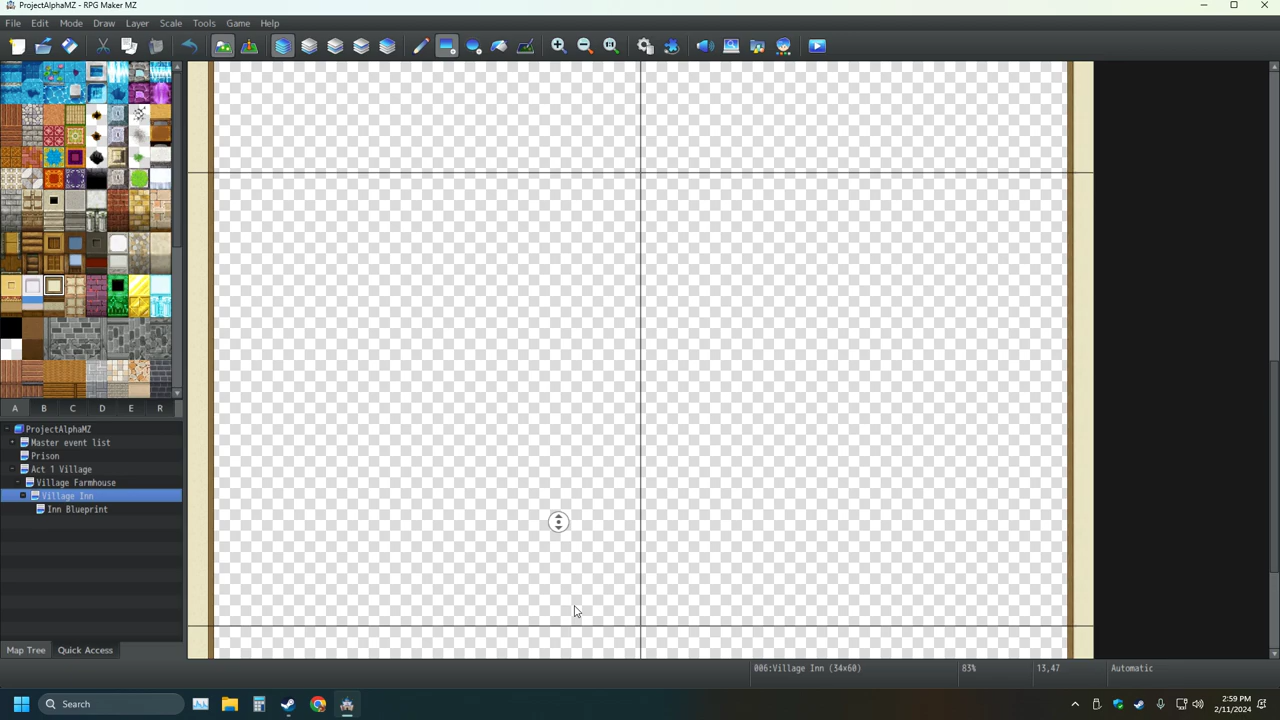 ProjectAlphaMZ - RPG Maker MZ
File Edit Mode Draw Layer Scale Tools Game Help
A B C D E R
ProjectAlphaMZ
Master event list
Prison
Act 1 Village
Village Farmhouse
Village Inn
Inn Blueprint
Map Tree Quick Access
006:Village Inn (34x60) 83% 13,47 Automatic
Search
2:59 PM
2/11/2024